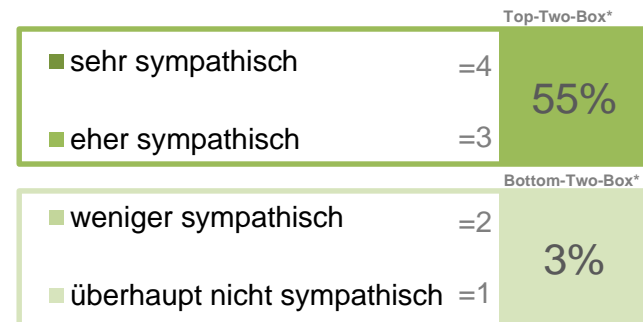 Top-Two-Box*
sehr sympathisch =4
55%
eher sympathisch =3
Bottom-Two-Box*
weniger sympathisch =2
3%
überhaupt nicht sympathisch =1